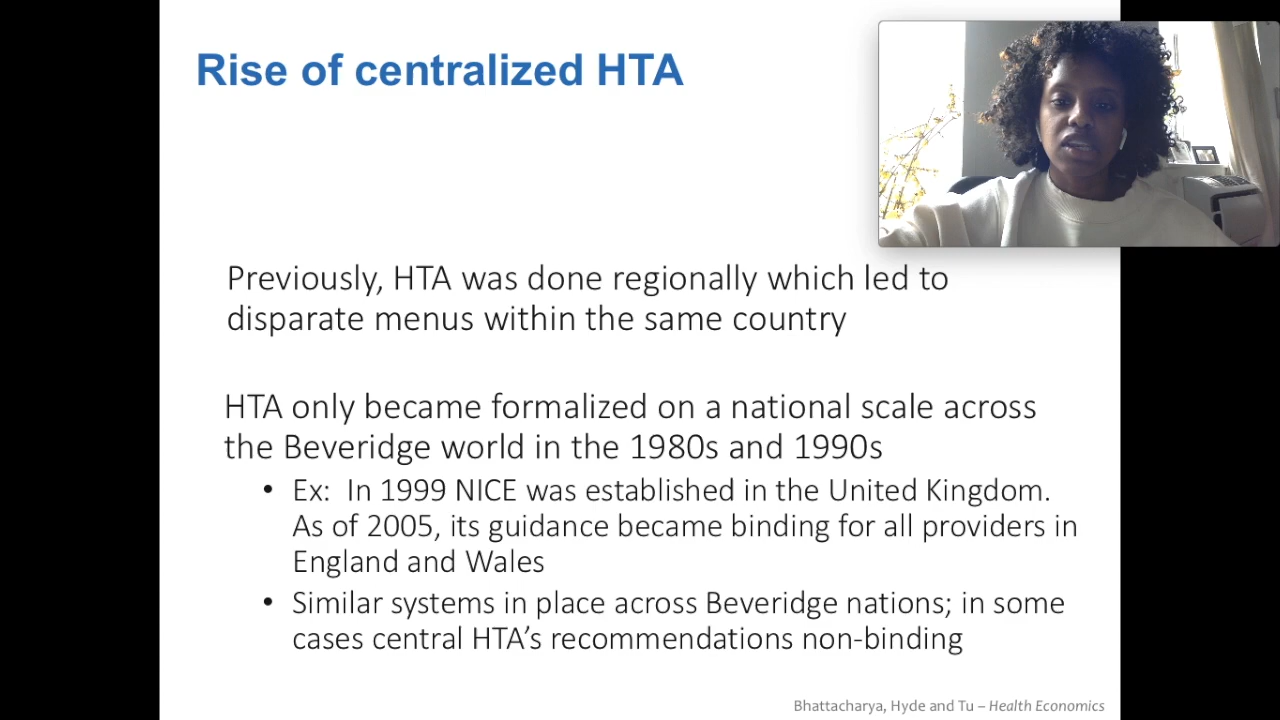 Rise of centralized HTA
Previously, HTA was done regionally which led to
disparate menus within the same country
HTA only became formalized on a national scale across
the Beveridge world in the 1980s and 1990s
• Ex:  In 1999 NICE was established in the United Kingdom.
As of 2005, its guidance became binding for all providers in
England and Wales
• Similar systems in place across Beveridge nations; in some
cases central HTA’s recommendations non-binding
Bhattacharya, Hyde and Tu – Health Economics